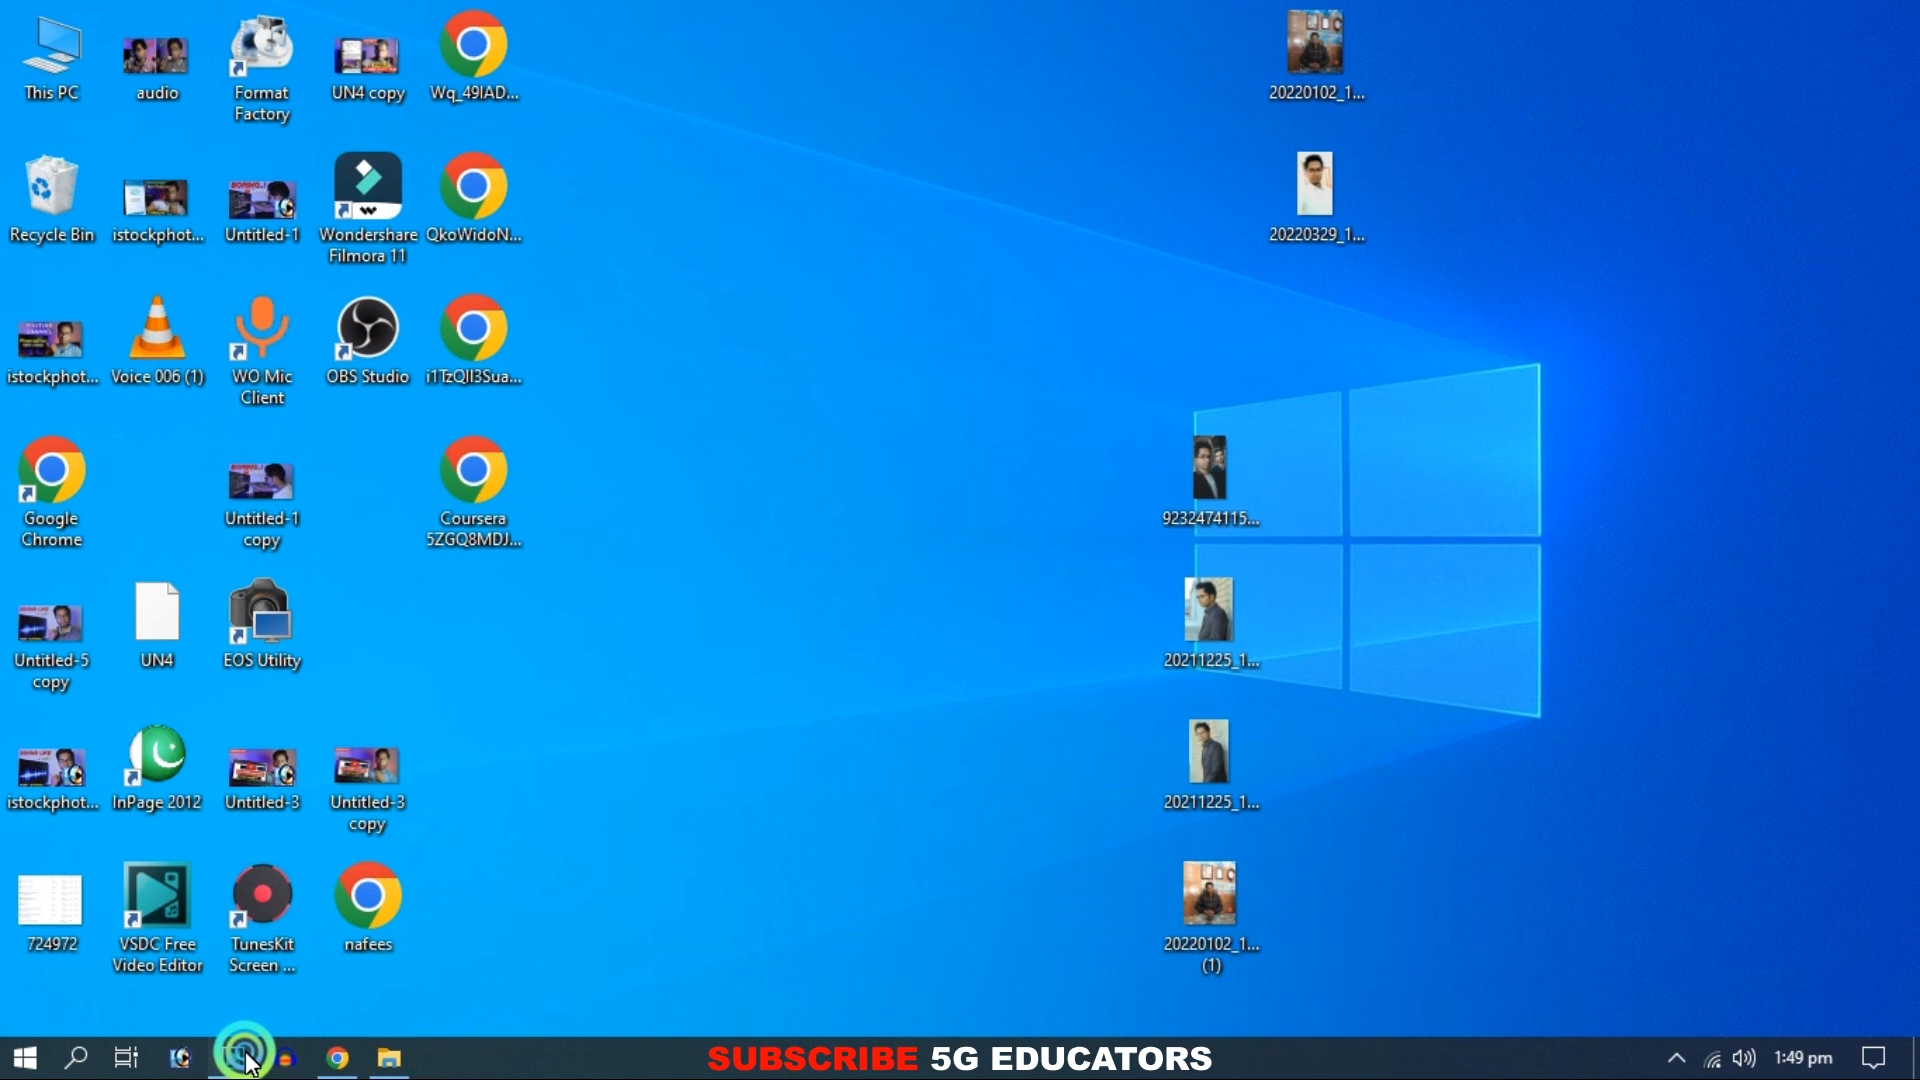 This PC
audio
Format
Factory
UN4 copy
Wq_49IAD...
20220102_1...
Recycle Bin
istockphot...
Untitled-1
Wondershare
Filmora 11
QkoWidoN...
20220329_1...
istockphot...
Voice 006 (1)
WO Mic
Client
OBS Studio
i1TzQII3Sua...
Google
Chrome
Untitled-1
copy
Coursera
5ZGQ8MDJ...
9232474115...
Untitled-5
copy
UN4
EOS Utility
20211225_1...
istockphot...
InPage 2012
Untitled-3
Untitled-3
copy
20211225_1...
724972
VSDC Free
Video Editor
TunesKit
Screen ...
nafees
20220102_1...
(1)
SUBSCRIBE 5G EDUCATORS
1:49 pm